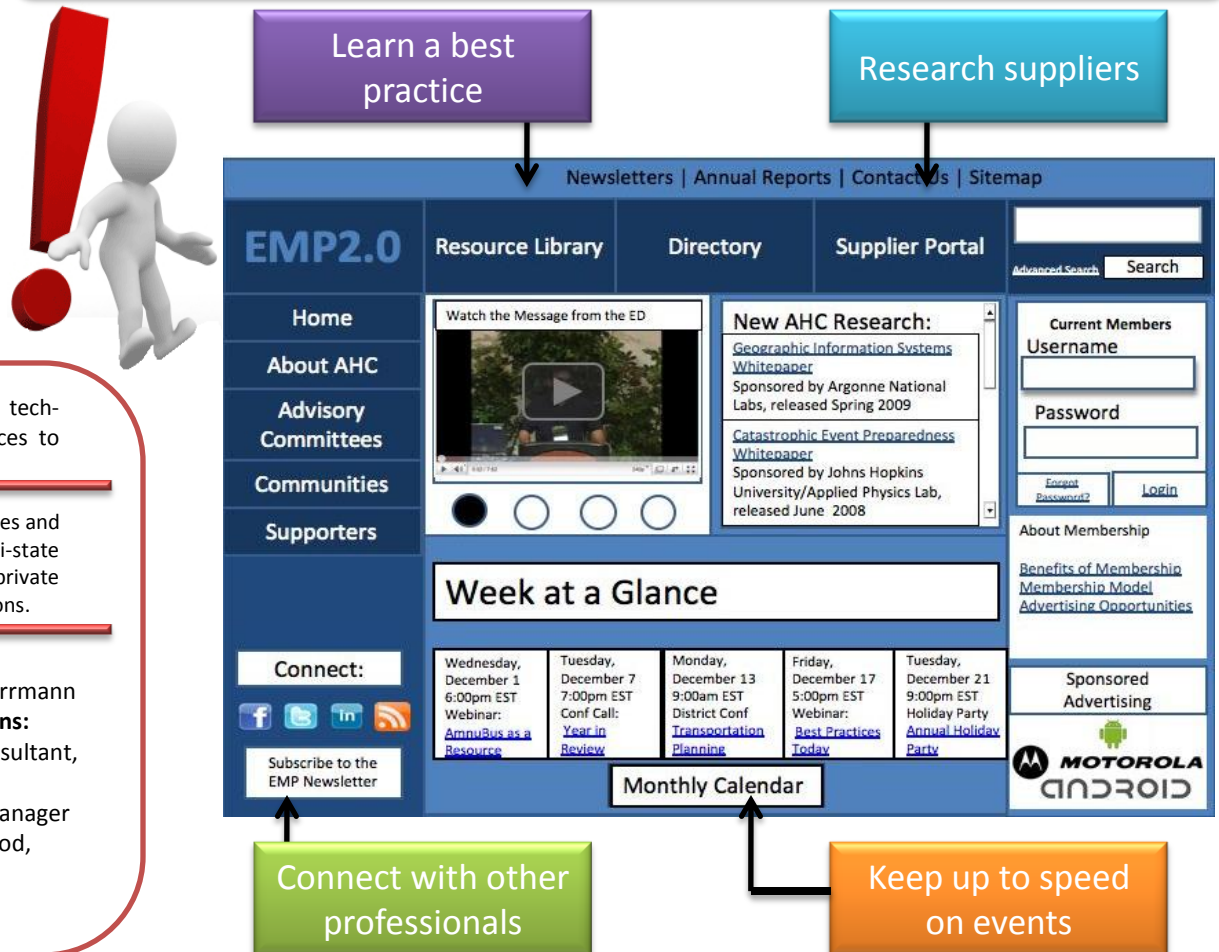 Learn a best
practice
Research suppliers
Newsletters | Annual Reports | Contact Us | Sitemap
EMP2.0
Resource Library
Directory
Supplier Portal
Advanced Search
Search
Home
About AHC
Advisory
Committees
Communities
Supporters
Watch the Message from the ED
New AHC Research:
Geographic Information Systems
Whitepaper
Sponsored by Argonne National
Labs, released Spring 2009
Catastrophic Event Preparedness
Whitepaper
Sponsored by Johns Hopkins
University/Applied Physics Lab,
released June 2008
Current Members
Username
Password
Forgot
Password?
Login
About Membership
Benefits of Membership
Membership Model
Advertising Opportunities
Week at a Glance
Wednesday,
December 1
6:00pm EST
Webinar:
AmnuBus as a
Resource
Tuesday,
December 7
7:00pm EST
Conf Call:
Year in
Review
Monday,
December 13
9:00am EST
District Conf
Transportation
Planning
Friday,
December 17
5:00pm EST
Webinar:
Best Practices
Today
Tuesday,
December 21
9:00pm EST
Holiday Party
Annual Holiday
Party
Monthly Calendar
Connect:
f
in
Subscribe to the
EMP Newsletter
Sponsored
Advertising
MOTOROLA
ANDROID
Connect with other
professionals
Keep up to speed
on events
tech-
ces to
es and
i-state
private
ons.
rrmann
ns:
sultant,
anager
od,